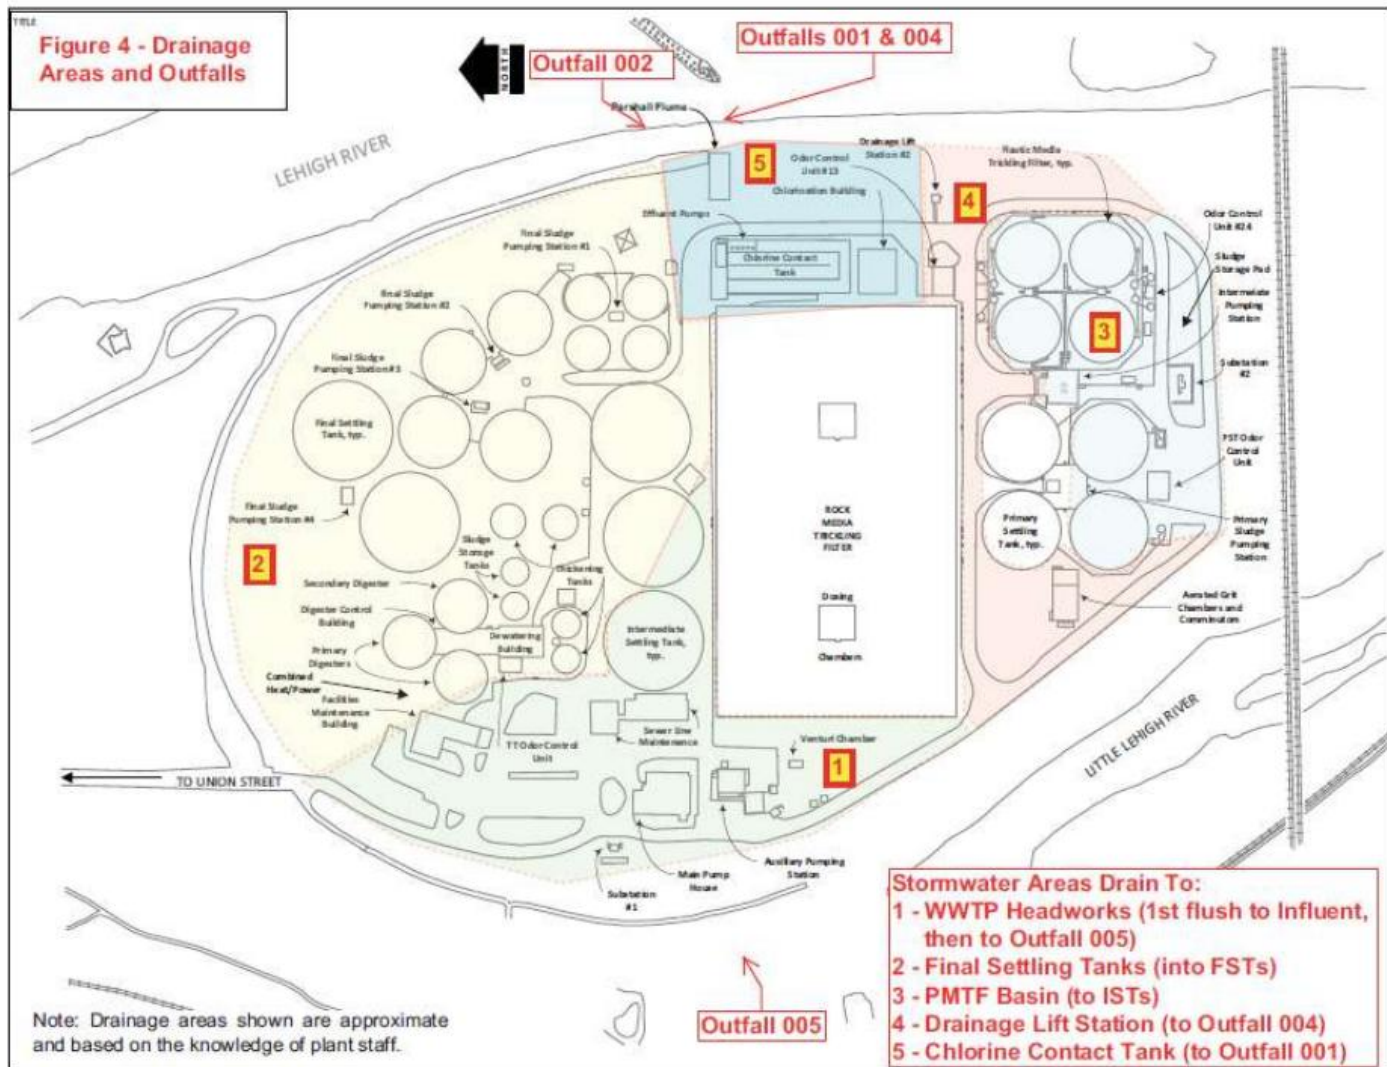 TITLE
Figure 4 - Drainage
Areas and Outfalls
NORTH
Outfall 002
Outfalls 001 & 004
LEHIGH RIVER
Parshall Flume
5
Odor Control
Unit #13
Chlorination Building
Drainage Lift
Station #2
4
Trickling Filter, typ.
Odor Control
Unit #24
Sludge
Storage Pad
Pumping
Station
Substation
#2
3
Effluent Pumps
Chlorine Contact
Tank
Final Sludge
Pumping Station #1
Final Sludge
Pumping Station #2
Final Sludge
Pumping Station #3
Final Settling
Tank, typ.
Final Sludge
Pumping Station #4
2
FST Odor
Control
Unit
Primary
Sludge
Pumping
Station
Primary
Settling
Tank, typ.
Aerated Grit
Chambers and
ROCK
MEDIA
TRICKLING
FILTER
Dosing
Chambers
Sludge
Storage
Tanks
Thickening
Tanks
Secondary Digester
Digester Control
Building
Primary
Digesters
Dewatering
Building
Intermediate
Settling Tank,
typ.
Combined
Heat/Power
Facilities
Maintenance
Building
TT Odor Control
Unit
Sewer Line
Maintenance
Venturi Chamber
1
LITTLE LEHIGH RIVER
TO UNION STREET
Substation
#1
Main Pump
House
Auxiliary Pumping
Station
Outfall 005
Stormwater Areas Drain To:
1 - WWTP Headworks (1st flush to Influent,
then to Outfall 005)
2 - Final Settling Tanks (into FSTs)
3 - PMTF Basin (to ISTs)
4 - Drainage Lift Station (to Outfall 004)
5 - Chlorine Contact Tank (to Outfall 001)
Note: Drainage areas shown are approximate
and based on the knowledge of plant staff.